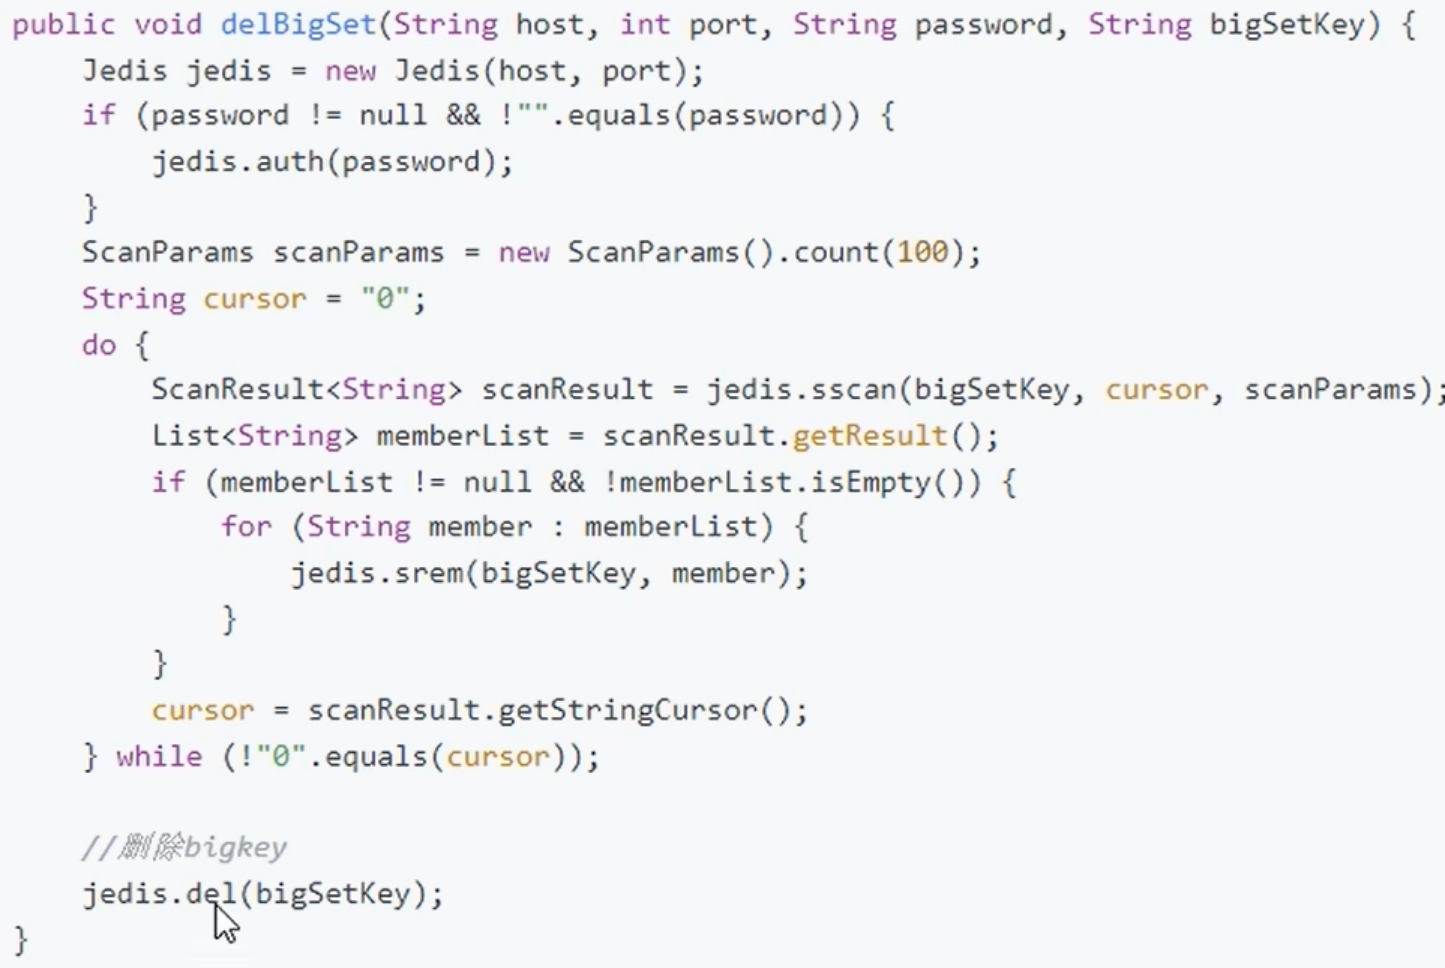 public void delBigSet(String host, int port, String password, String bigSetKey) {
    Jedis jedis = new Jedis(host, port);
    if (password != null && !"".equals(password)) {
        jedis.auth(password);
    }
    ScanParams scanParams = new ScanParams().count(100);
    String cursor = "0";
    do {
        ScanResult<String> scanResult = jedis.sscan(bigSetKey, cursor, scanParams);
        List<String> memberList = scanResult.getResult();
        if (memberList != null && !memberList.isEmpty()) {
            for (String member : memberList) {
                jedis.srem(bigSetKey, member);
            }
        }
        cursor = scanResult.getStringCursor();
    } while (!"0".equals(cursor));
    //删除bigkey
    jedis.del(bigSetKey);
}